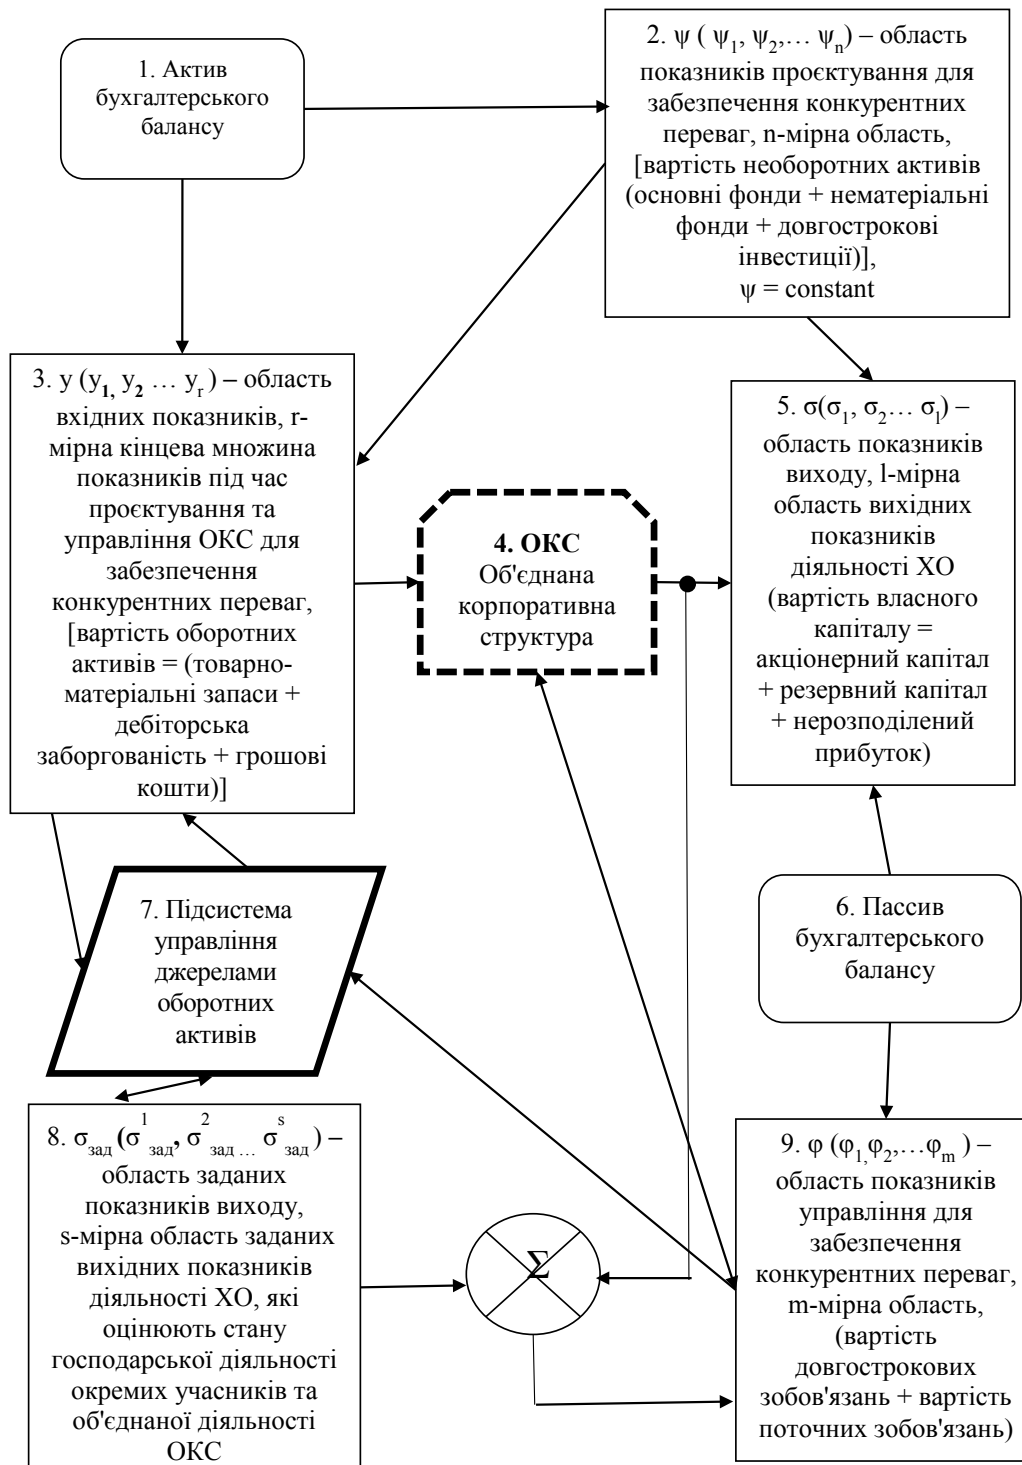 1. Актив
бухгалтерського
балансу
2. ψ ( ψ1, ψ2,… ψn) – область
показників проєктування для
забезпечення конкурентних
переваг, n-мірна область,
[вартість необоротних активів
(основні фонди + нематеріальні
фонди + довгострокові
інвестиції)],
ψ = constant
3. y (y1, y2 … yr ) – область
вхідних показників, r-
мірна кінцева множина
показників під час
проєктування та
управління ОКС для
забезпечення
конкурентних переваг,
[вартість оборотних
активів = (товарно-
матеріальні запаси +
дебіторська
заборгованість + грошові
кошти)]
4. ОКС
Об'єднана
корпоративна
структура
5. σ(σ1, σ2… σl) –
область показників
виходу, l-мірна
область вихідних
показників
діяльності ХО
(вартість власного
капіталу =
акціонерний капітал
+ резервний капітал
+ нерозподілений
прибуток)
6. Пассив
бухгалтерського
балансу
7. Підсистема
управління
джерелами
оборотних
активів
8. σзад (σ1зад, σ2зад … σsзад ) –
область заданих
показників виходу,
s-мірна область заданих
вихідних показників
діяльності ХО, які
оцінюють стану
господарської діяльності
окремих учасників та
об'єднаної діяльності
ОКС
Σ
9. φ (φ1,φ2,…φm ) –
область показників
управління для
забезпечення
конкурентних переваг,
m-мірна область,
(вартість
довгострокових
зобов'язань + вартість
поточних зобов'язань)